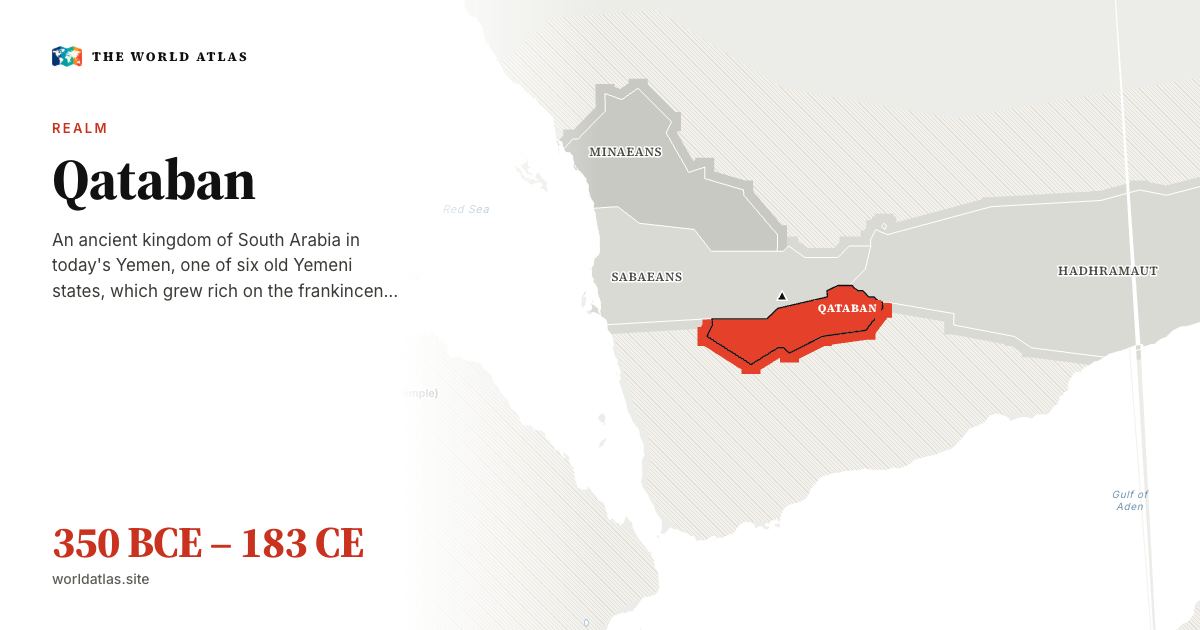 THE WORLD ATLAS
REALM
Qataban
An ancient kingdom of South Arabia in
today's Yemen, one of six old Yemeni
states, which grew rich on the frankincen...
350 BCE – 183 CE
worldatlas.site
MINAEANS
Red Sea
SABAEANS
HADHRAMAUT
QATABAN
Gulf of
Aden